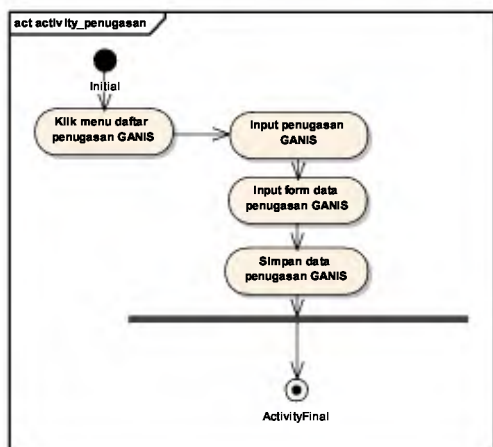 act activity_penugasan
Initial
Klik menu daftar
penugasan GANIS
Input penugasan
GANIS
Input form data
penugasan GANIS
Simpan data
penugasan GANIS
ActivityFinal